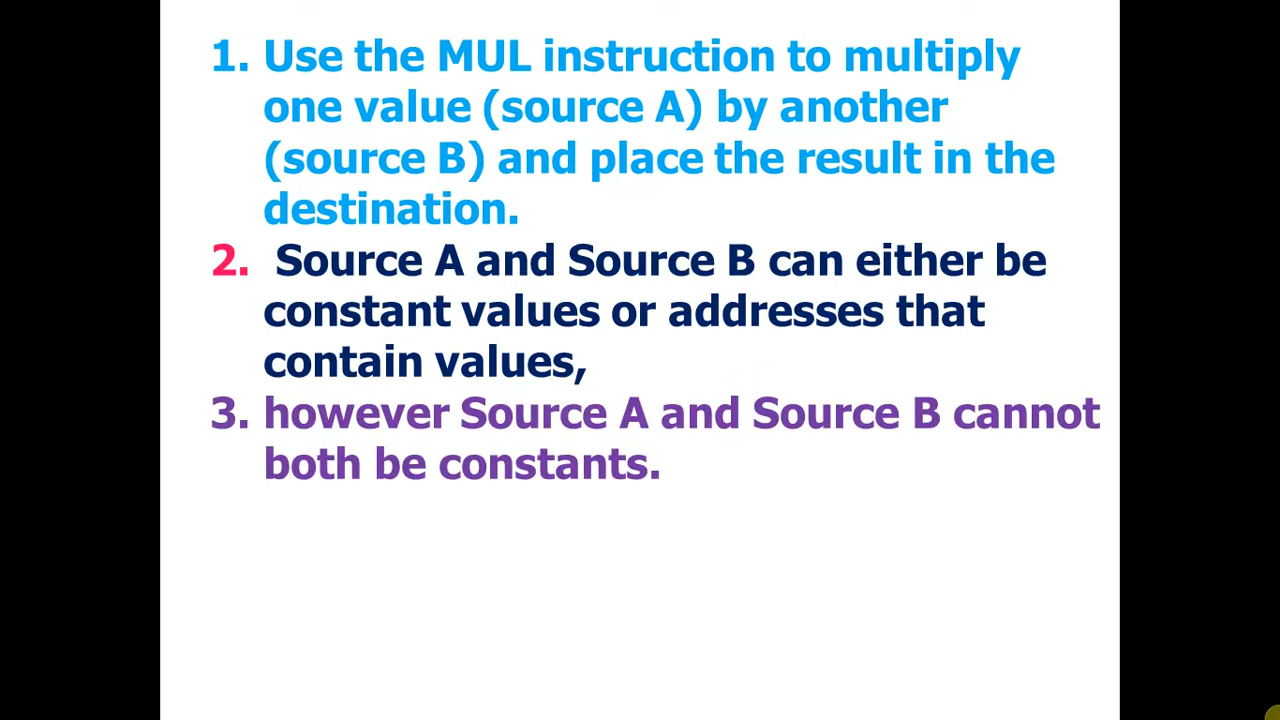 1. Use the MUL instruction to multiply
one value (source A) by another
(source B) and place the result in the
destination.
2. Source A and Source B can either be
constant values or addresses that
contain values,
3. however Source A and Source B cannot
both be constants.